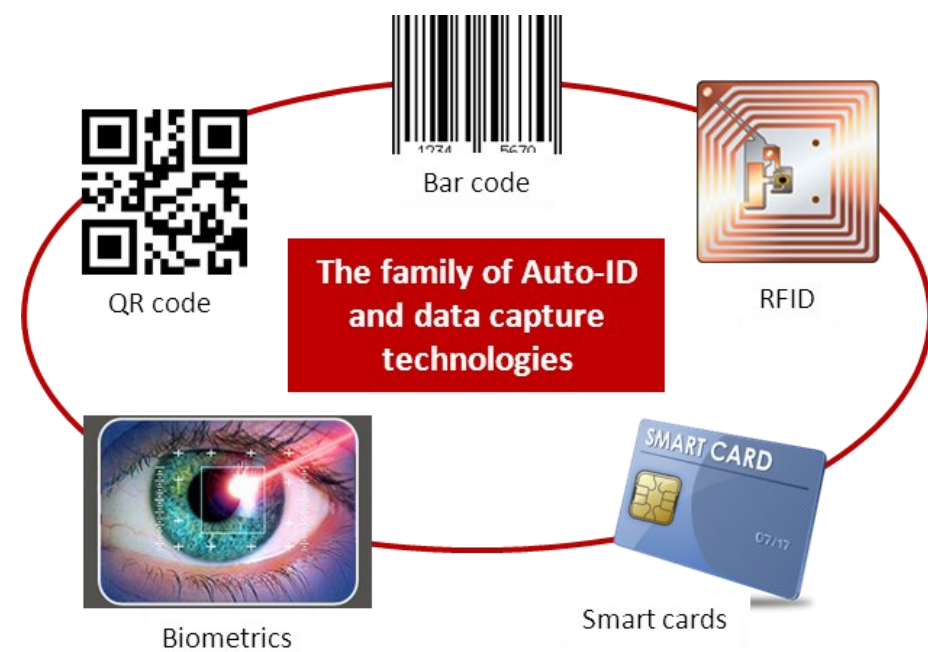 1234 5670
Bar code
QR code
RFID
The family of Auto-ID
and data capture
technologies
SMART CARD
07/17
Biometrics
Smart cards